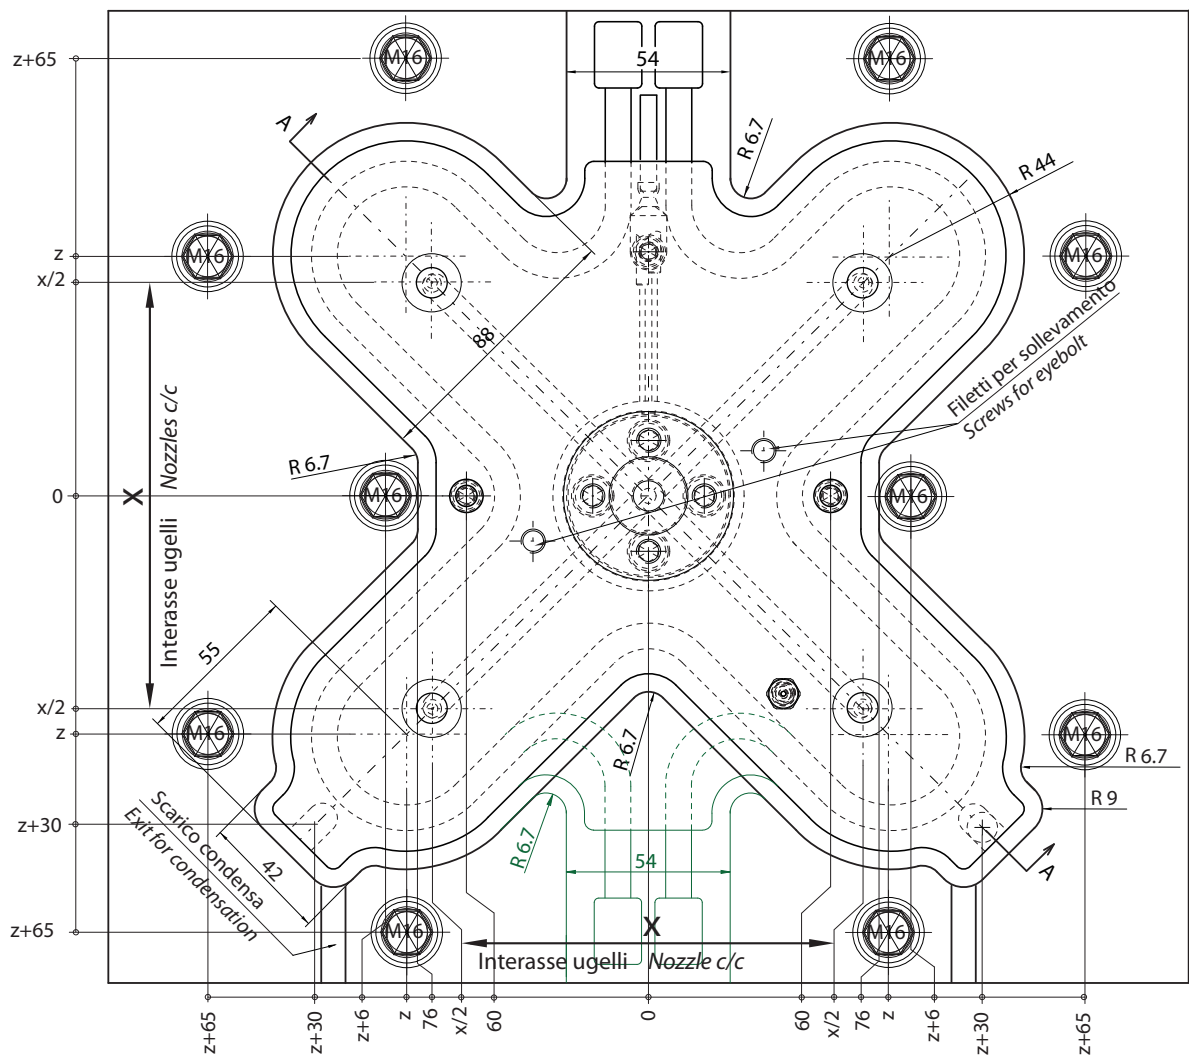 z+65
M16
54
M16
A
R 6.7
R 44
z
M16
M16
x/2
88
Filetti per sollevamento
Screws for eyebolt
X
Interasse ugelli
Nozzles c/c
R 6.7
0
M16
M16
55
x/2
z
M16
M16
R 6.7
R 6.7
R 9
Scarico condensa
Exit for condensation
z+30
R 6.7
42
54
A
z+65
M16
X
M16
Interasse ugelli Nozzle c/c
z+65
z+30
z+6
z
76
x/2
60
0
60
x/2
76
z
z+6
z+30
z+65